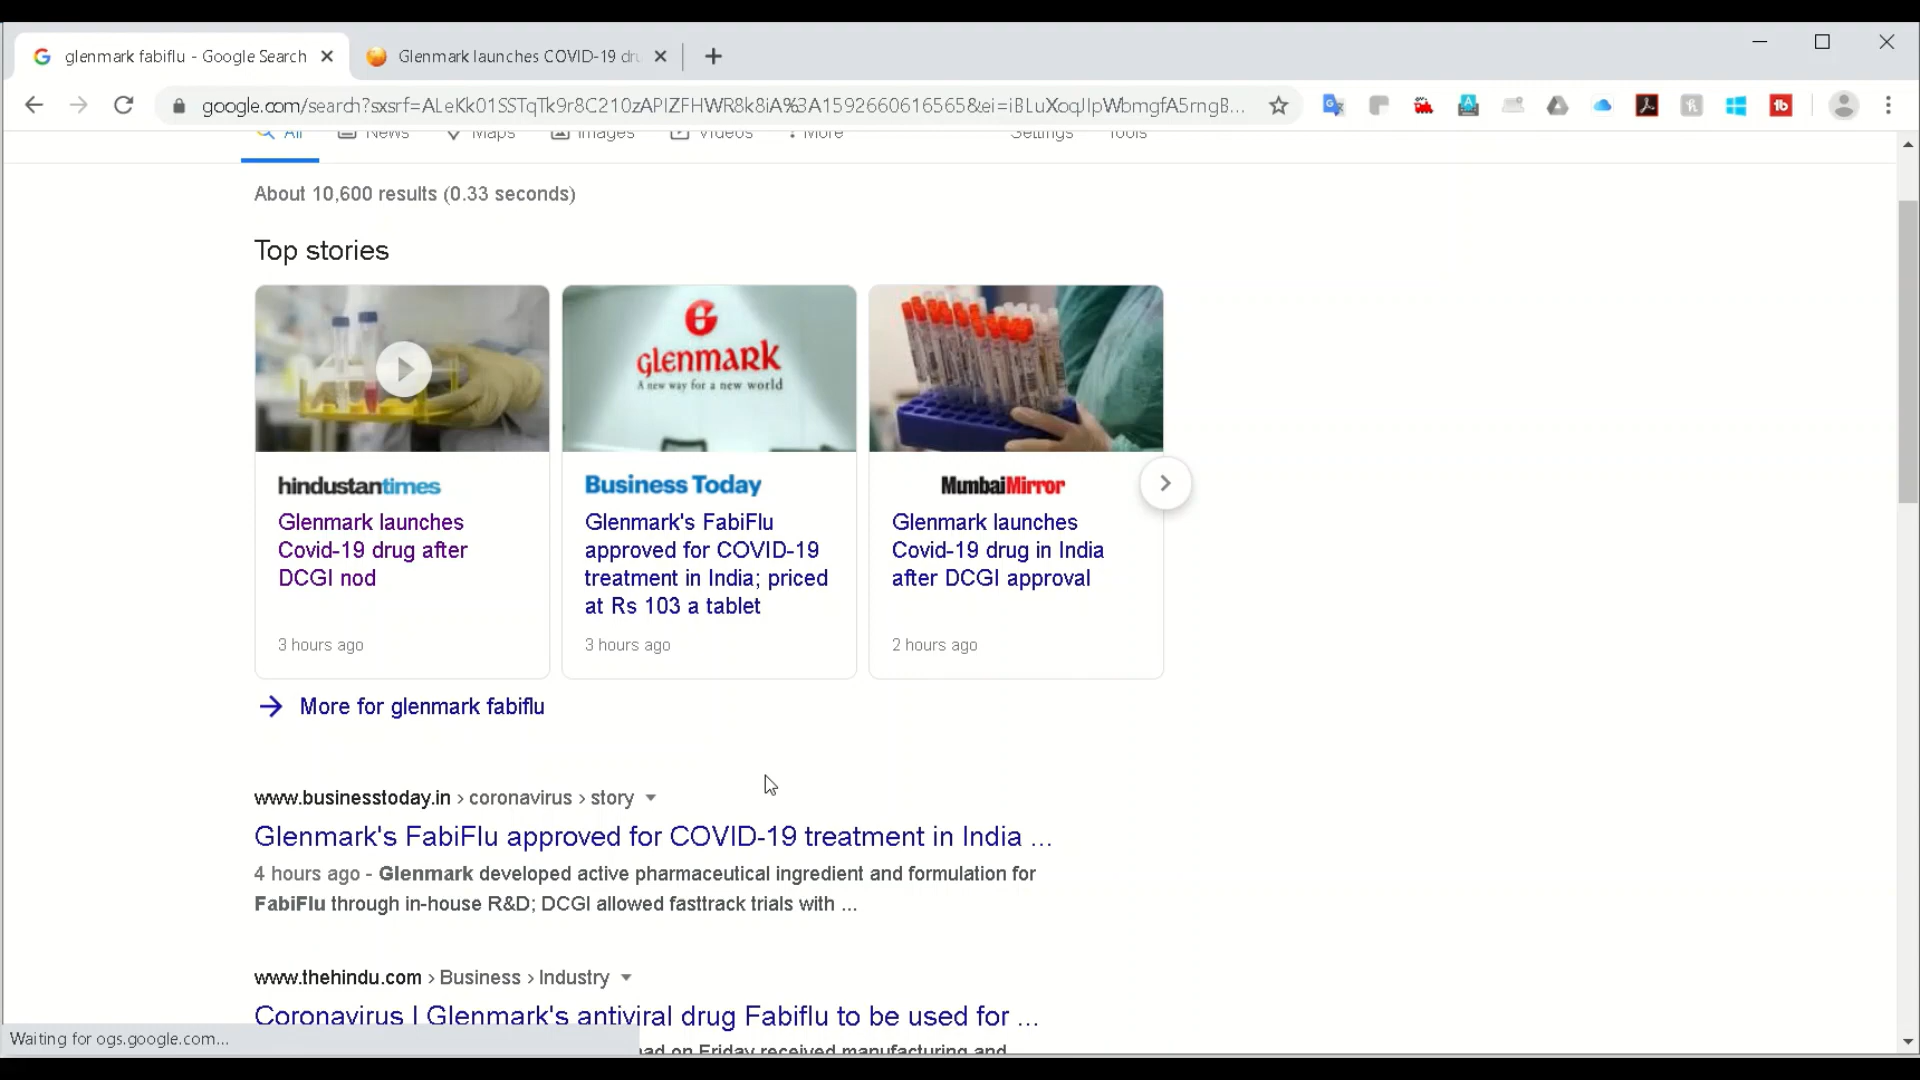 glenmark fabiflu - Google Search
Glenmark launches COVID-19 dru
google.com/search?sxsrf=ALeKk01SSTqTk9r8C210zAPIZFHWR8k8iA%3A1592660616565&ei=iBLuXoqJIpWbmgfA5rngB...
All News Maps Images Videos More Settings Tools
About 10,600 results (0.33 seconds)
Top stories
Glenmark
A new way for a new world
hindustantimes
Glenmark launches
Covid-19 drug after
DCGI nod
3 hours ago
Business Today
Glenmark's FabiFlu
approved for COVID-19
treatment in India; priced
at Rs 103 a tablet
3 hours ago
MumbaiMirror
Glenmark launches
Covid-19 drug in India
after DCGI approval
2 hours ago
More for glenmark fabiflu
www.businesstoday.in › coronavirus › story
Glenmark's FabiFlu approved for COVID-19 treatment in India ...
4 hours ago - Glenmark developed active pharmaceutical ingredient and formulation for
FabiFlu through in-house R&D; DCGI allowed fasttrack trials with ...
www.thehindu.com › Business › Industry
Coronavirus | Glenmark's antiviral drug Fabiflu to be used for ...
on Friday received manufacturing and
Waiting for ogs.google.com...